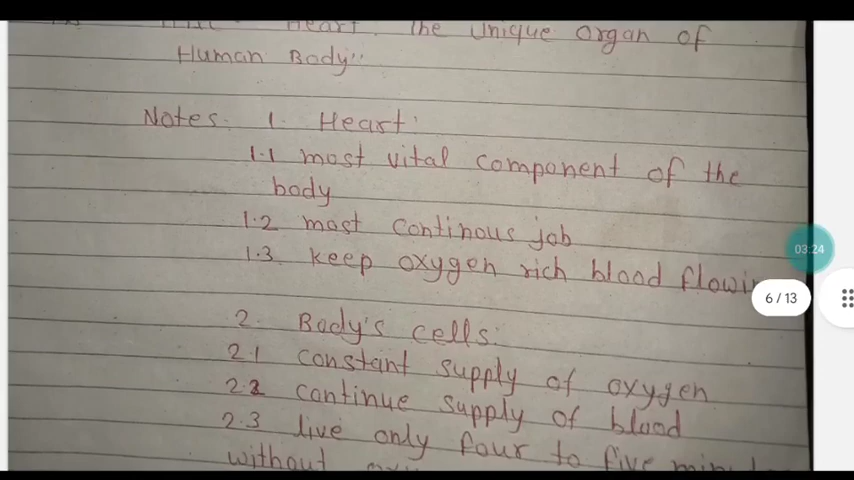 Heart. The Unique Organ of
Human Body".
Notes. 1. Heart:
1.1 most vital component of the
body
1.2 most continous job
1.3. keep oxygen rich blood flowin
03:24
6 / 13
2. Body's cells:
2.1 constant supply of oxygen
2.2 continue supply of blood
2.3 live only four to five
without